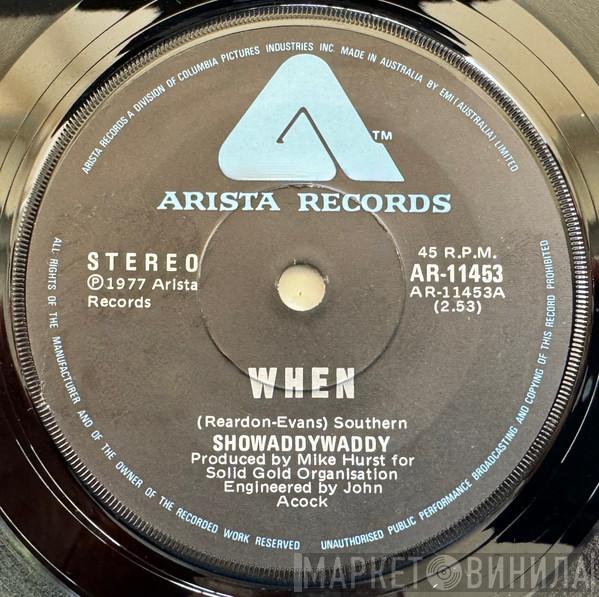 ARISTA RECORDS A DIVISION OF COLUMBIA PICTURES INDUSTRIES INC. MADE IN AUSTRALIA BY EMI (AUSTRALIA) LIMITED
TM
ARISTA RECORDS
STEREO
Ⓟ1977 Arista
Records
45 R.P.M.
AR-11453
AR-11453A
(2.53)
WHEN
(Reardon-Evans) Southern
SHOWADDYWADDY
Produced by Mike Hurst for
Solid Gold Organisation
Engineered by John
Acock
ALL RIGHTS OF THE MANUFACTURER AND OF THE OWNER OF THE RECORDED WORK RESERVED
UNAUTHORISED PUBLIC PERFORMANCE BROADCASTING AND COPYING OF THIS RECORD PROHIBITED
МАРКЕТ ВИНИЛА